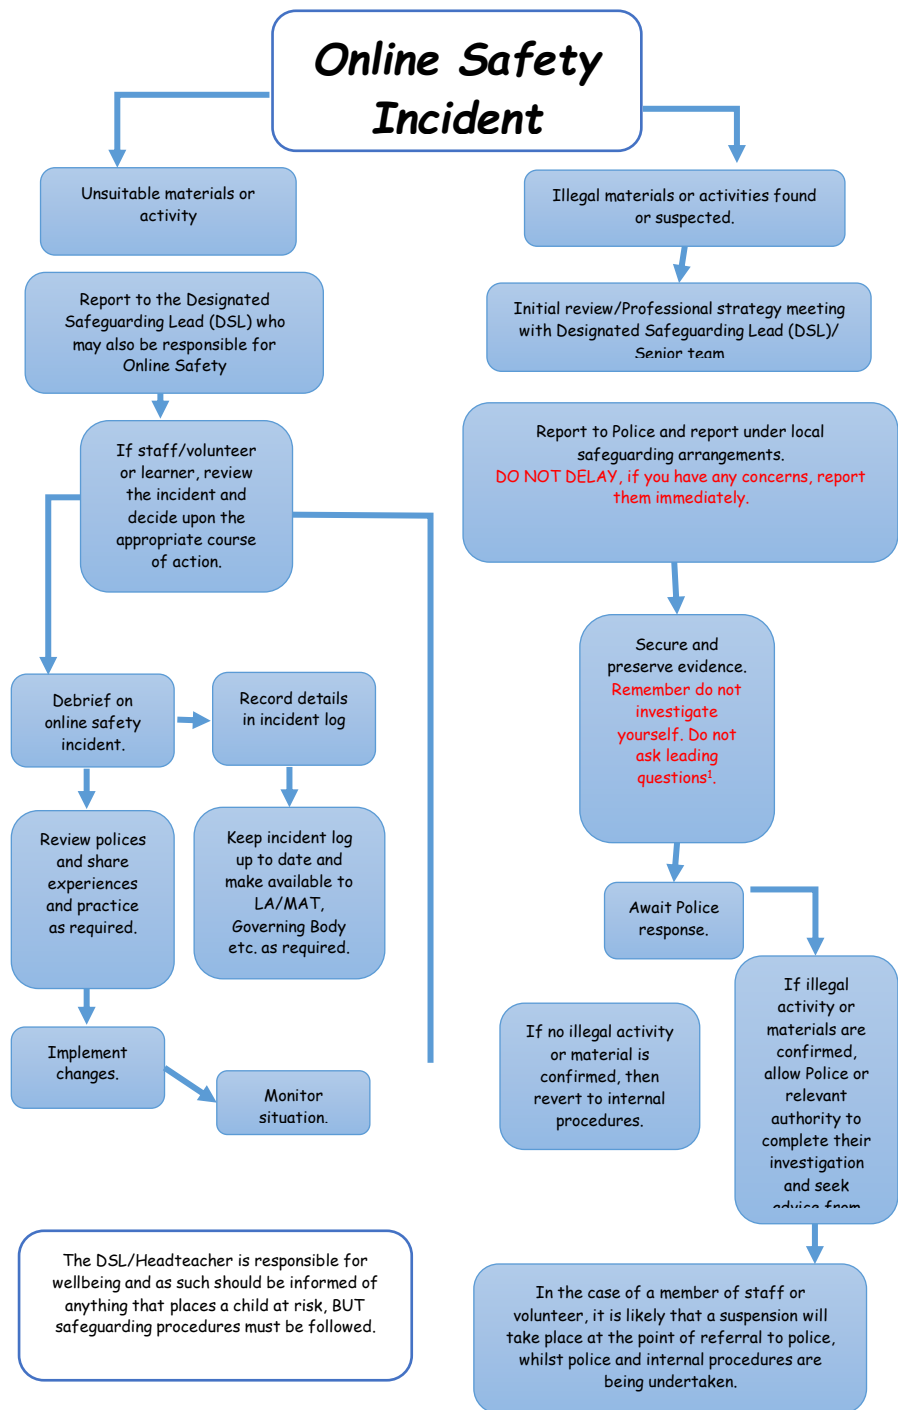 Online Safety
Incident
Unsuitable materials or
activity
Report to the Designated
Safeguarding Lead (DSL) who
may also be responsible for
Online Safety
If staff/volunteer
or learner, review
the incident and
decide upon the
appropriate course
of action.
Debrief on
online safety
incident.
Record details
in incident log
Review polices
and share
experiences
and practice
as required.
Keep incident log
up to date and
make available to
LA/MAT,
Governing Body
etc. as required.
Implement
changes.
Monitor
situation.
The DSL/Headteacher is responsible for
wellbeing and as such should be informed of
anything that places a child at risk, BUT
safeguarding procedures must be followed.
Illegal materials or activities found
or suspected.
Initial review/Professional strategy meeting
with Designated Safeguarding Lead (DSL)/
Senior team
Report to Police and report under local
safeguarding arrangements.
DO NOT DELAY, if you have any concerns, report
them immediately.
Secure and
preserve evidence.
Remember do not
investigate
yourself. Do not
ask leading
questions¹.
Await Police
response.
If no illegal activity
or material is
confirmed, then
revert to internal
procedures.
If illegal
activity or
materials are
confirmed,
allow Police or
relevant
authority to
complete their
investigation
and seek
advice from
In the case of a member of staff or
volunteer, it is likely that a suspension will
take place at the point of referral to police,
whilst police and internal procedures are
being undertaken.